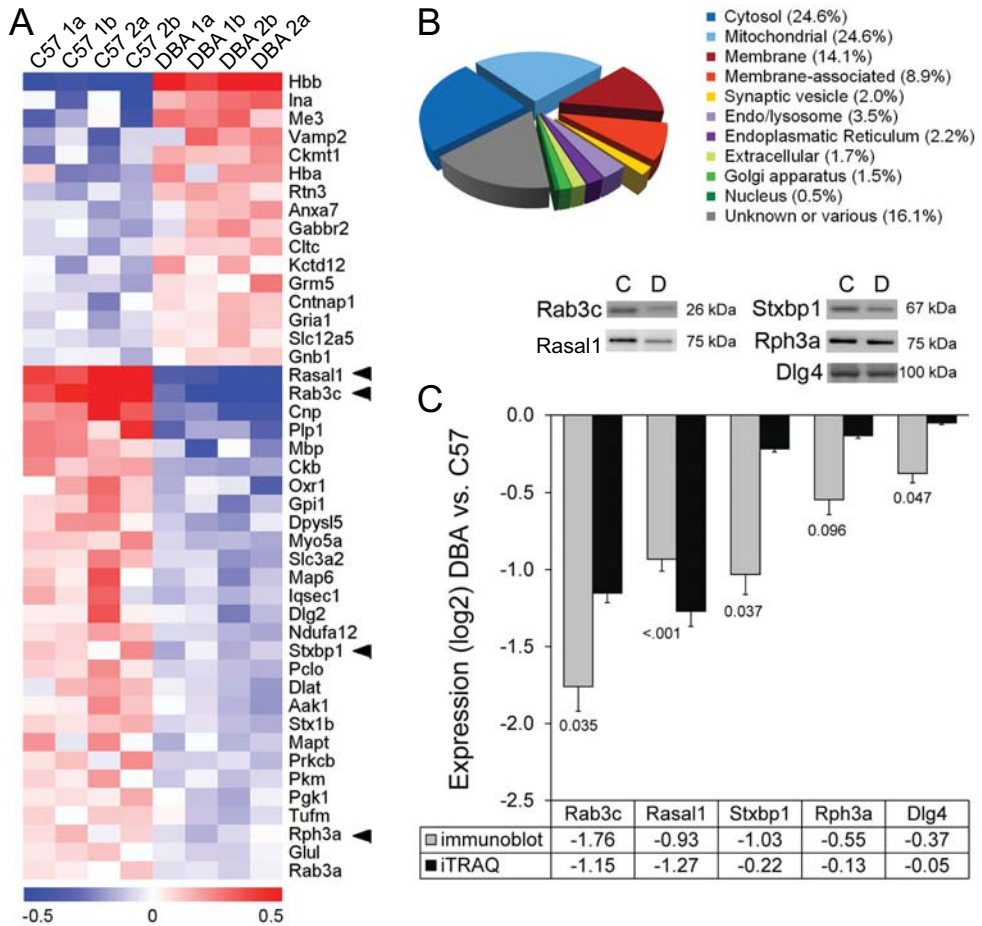 A
C57 1a
C57 1b
C57 2a
C57 2b
DBA 1a
DBA 1b
DBA 2b
DBA 2a
Hbb
Ina
Me3
Vamp2
Ckmt1
Hba
Rtn3
Anxa7
Gabbr2
Cltc
Kctd12
Grm5
Cntnap1
Gria1
Slc12a5
Gnb1
Rasal1
Rab3c
Cnp
Plp1
Mbp
Ckb
Oxr1
Gpi1
Dpysl5
Myo5a
Slc3a2
Map6
Iqsec1
Dlg2
Ndufa12
Stxbp1
Pclo
Dlat
Aak1
Stx1b
Mapt
Prkcb
Pkm
Pgk1
Tufm
Rph3a
Glul
Rab3a
-0.5 0 0.5
B
Cytosol (24.6%)
Mitochondrial (24.6%)
Membrane (14.1%)
Membrane-associated (8.9%)
Synaptic vesicle (2.0%)
Endo/lysosome (3.5%)
Endoplasmatic Reticulum (2.2%)
Extracellular (1.7%)
Golgi apparatus (1.5%)
Nucleus (0.5%)
Unknown or various (16.1%)
C D
Rab3c 26 kDa
Rasal1 75 kDa
C D
Stxbp1 67 kDa
Rph3a 75 kDa
Dlg4 100 kDa
C
Expression (log2) DBA vs. C57
0.0
-0.5
-1.0
-1.5
-2.0
-2.5
0.035
<.001
0.037
0.096
0.047
Rab3c Rasal1 Stxbp1 Rph3a Dlg4
immunoblot -1.76 -0.93 -1.03 -0.55 -0.37
iTRAQ -1.15 -1.27 -0.22 -0.13 -0.05